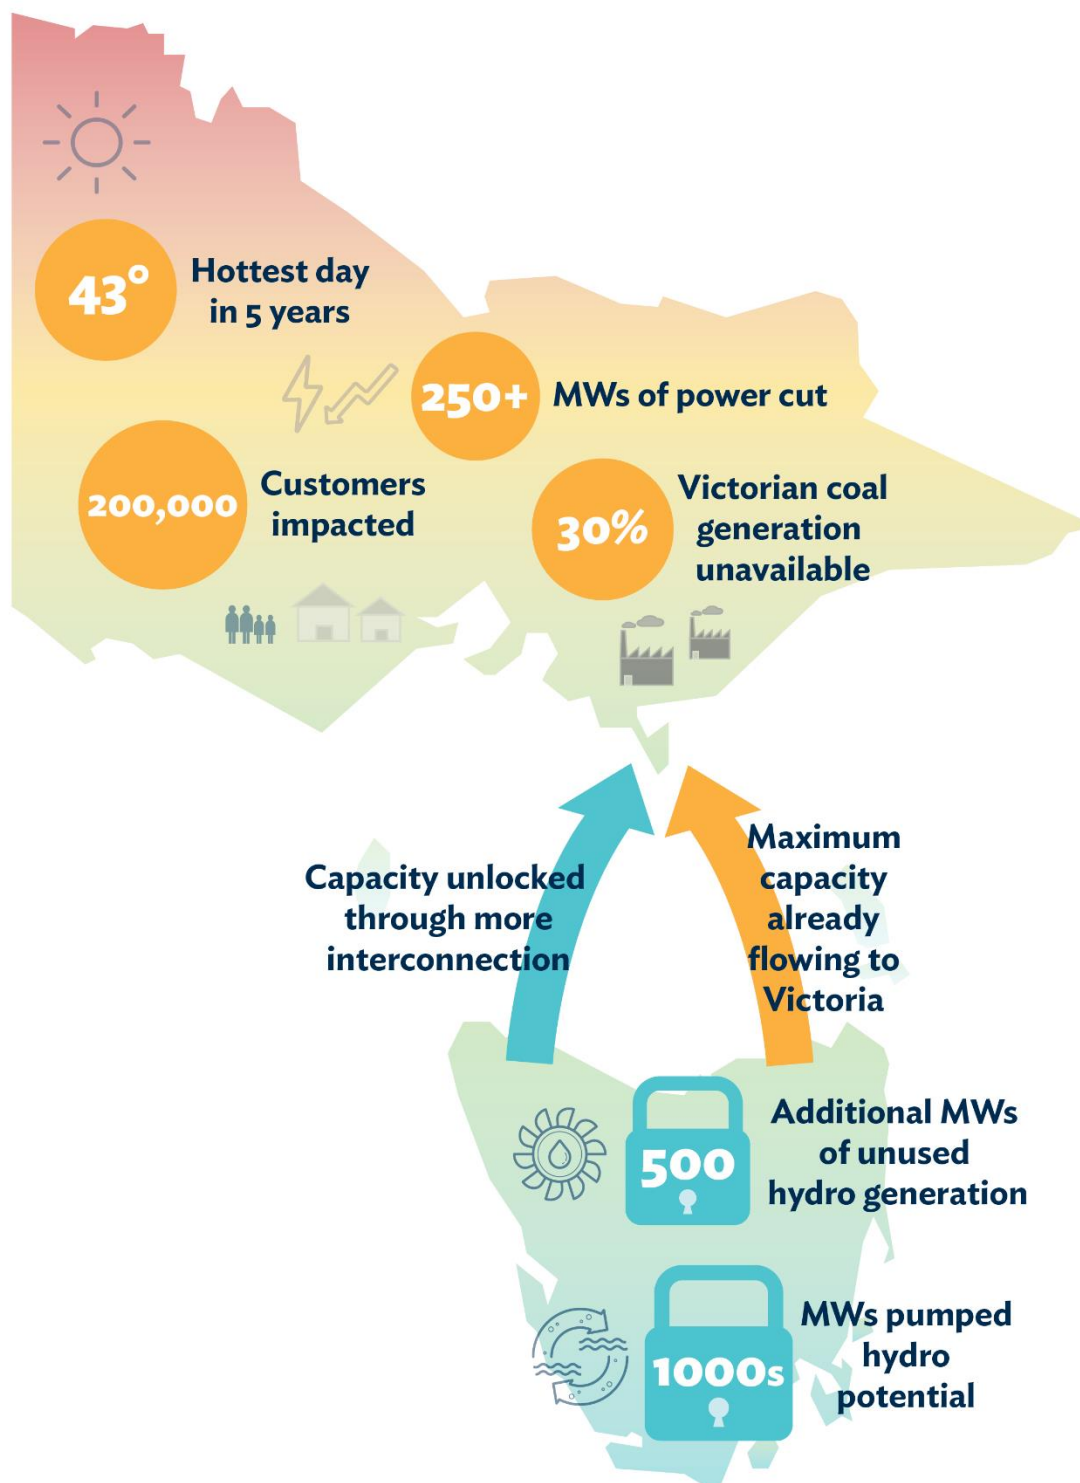 43°
Hottest day
in 5 years
250+
MWs of power cut
200,000
Customers
impacted
30%
Victorian coal
generation
unavailable
Capacity unlocked
through more
interconnection
Maximum
capacity
already
flowing to
Victoria
500
Additional MWs
of unused
hydro generation
1000s
MWs pumped
hydro
potential